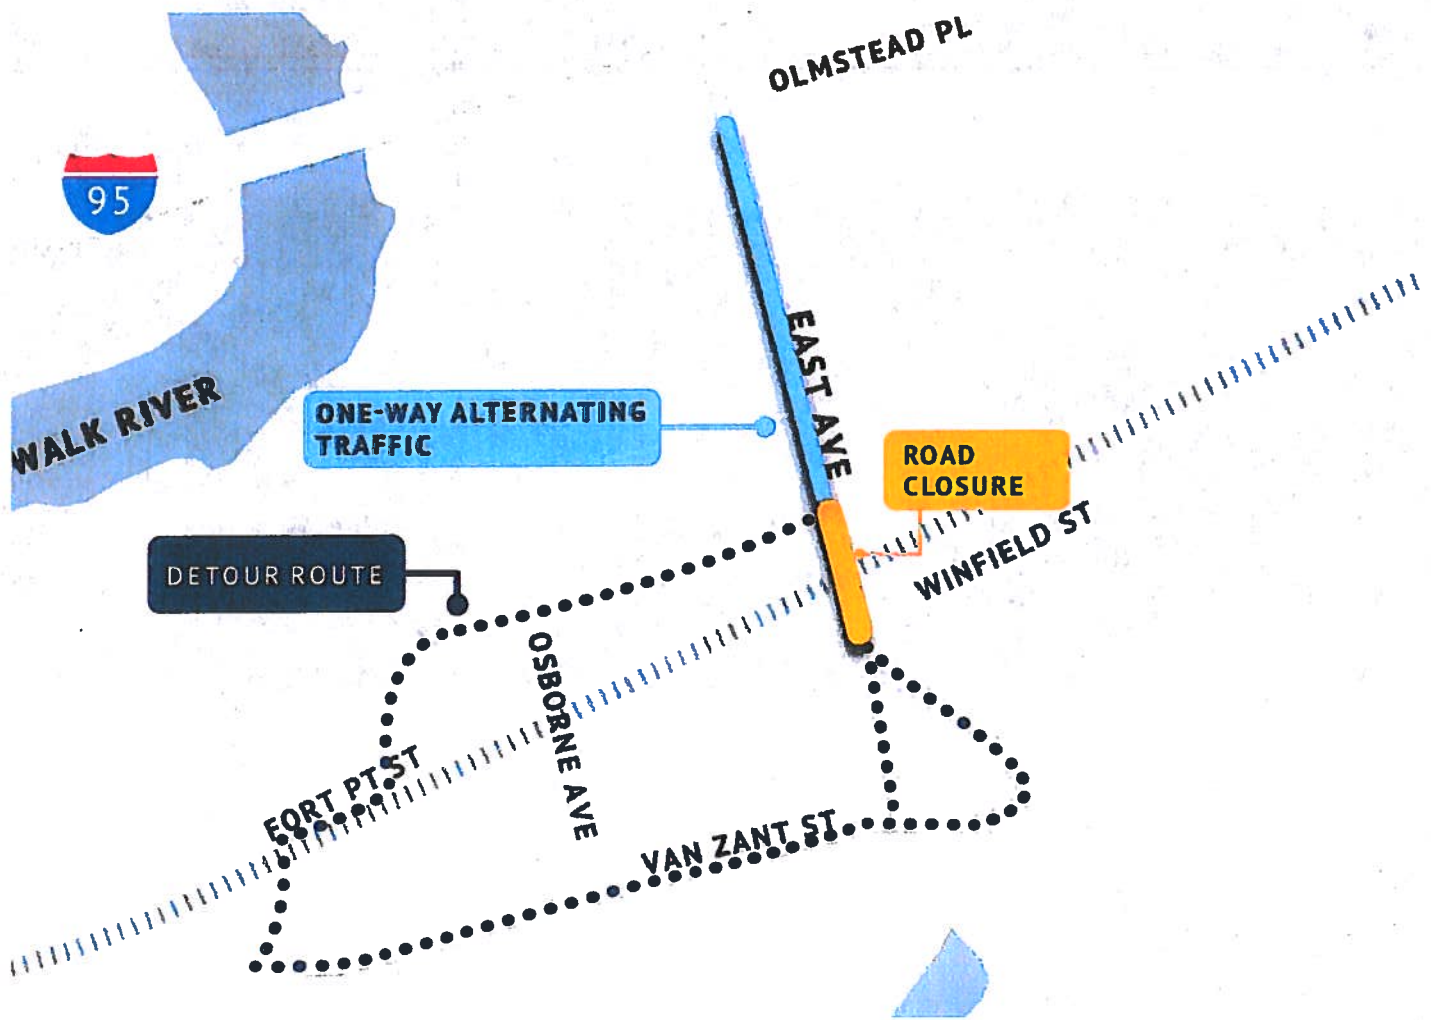 OLMSTEAD PL
95
EAST AVE
WALK RIVER
ONE-WAY ALTERNATING
TRAFFIC
ROAD
CLOSURE
WINFIELD ST
DETOUR ROUTE
OSBORNE AVE
FORT PT ST
VAN ZANT ST